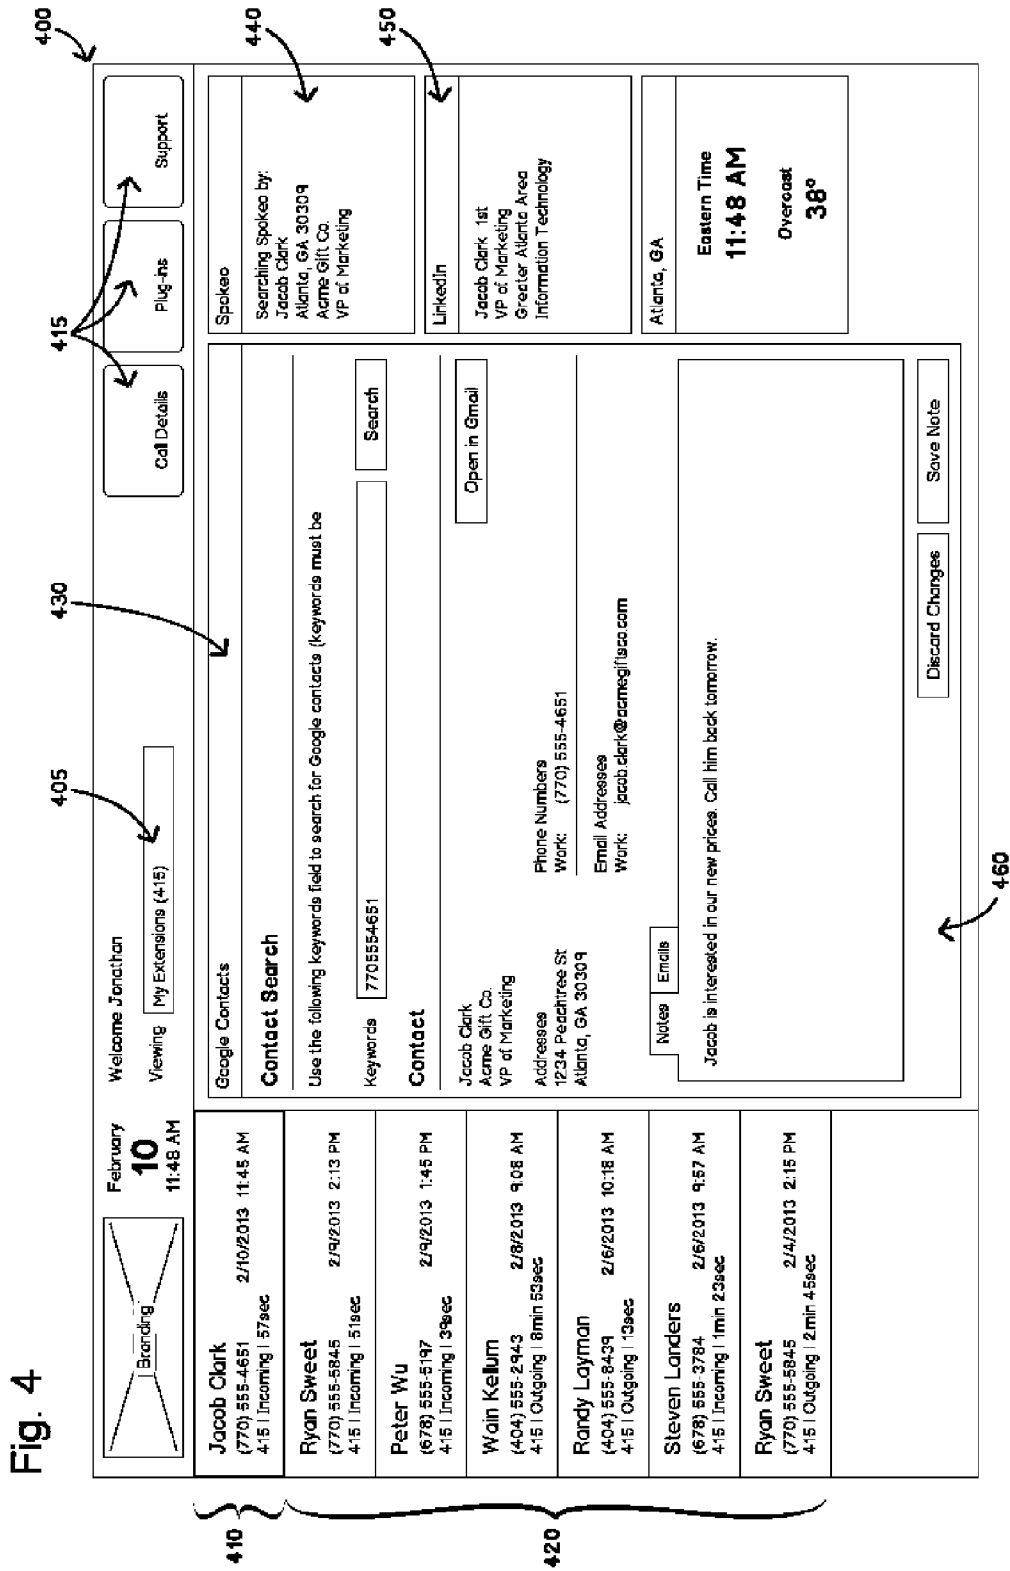 Fig. 4
400
Branding
February
10
11:48 AM
Welcome Jonathan
Viewing My Extensions (415)
405
Call Details
Plug-ins
Support
415
410
Jacob Clark
(770) 555-4651 2/10/2013 11:45 AM
415 | Incoming | 57sec
420
Ryan Sweet
(770) 555-5845 2/9/2013 2:13 PM
415 | Incoming | 51sec
Peter Wu
(678) 555-5197 2/9/2013 1:45 PM
415 | Incoming | 39sec
Wain Kellum
(404) 555-2943 2/8/2013 9:08 AM
415 | Outgoing | 8min 53sec
Randy Layman
(404) 555-8439 2/6/2013 10:18 AM
415 | Outgoing | 13sec
Steven Landers
(678) 555-3784 2/6/2013 9:57 AM
415 | Incoming | 1min 23sec
Ryan Sweet
(770) 555-5845 2/4/2013 2:15 PM
415 | Outgoing | 2min 45sec
430
Google Contacts
Contact Search
Use the following keywords field to search for Google contacts (keywords must be
Keywords 7705554651 Search
Contact
Open in Gmail
Jacob Clark
Acme Gift Co.
VP of Marketing
Addresses
1234 Peachtree St
Atlanta, GA 30309
Phone Numbers
Work: (770) 555-4651
Email Addresses
Work: jacob.clark@acmegiftsco.com
Notes Emails
Jacob is interested in our new prices. Call him back tomorrow.
Discard Changes Save Note
460
440
Spokeo
Searching Spokeo by:
Jacob Clark
Atlanta, GA 30309
Acme Gift Co.
VP of Marketing
450
LinkedIn
Jacob Clark 1st
VP of Marketing
Greater Atlanta Area
Information Technology
Atlanta, GA
Eastern Time
11:48 AM
Overcast
38°